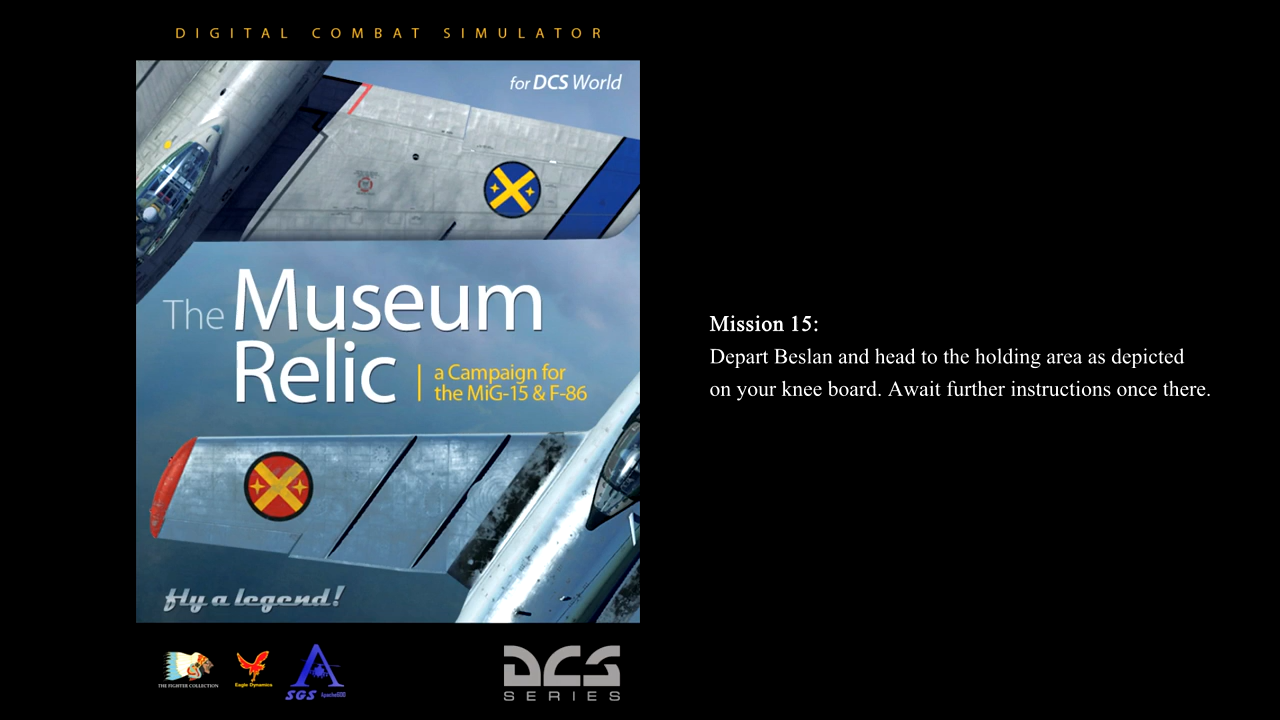 DIGITAL COMBAT SIMULATOR
for DCS World
The Museum
Relic
a Campaign for
the MiG-15 & F-86
fly a legend!
THE FIGHTER COLLECTION
Eagle Dynamics
SGS
DCS
SERIES
Mission 15:
Depart Beslan and head to the holding area as depicted
on your knee board. Await further instructions once there.